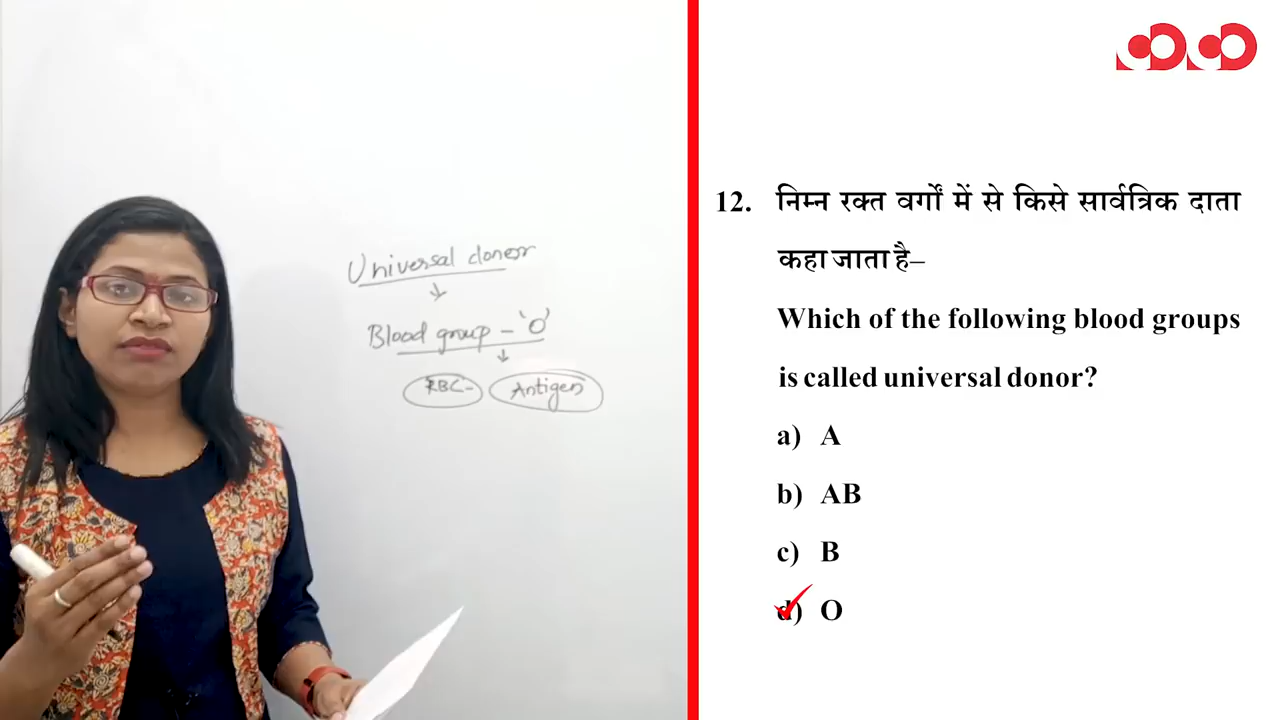 Universal donor
↓
Blood group - 'O'
↓
RBC- Antigen
12. निम्न रक्त वर्गों में से किसे सार्वत्रिक दाता
कहा जाता है–
Which of the following blood groups
is called universal donor?
a) A
b) AB
c) B
d) O